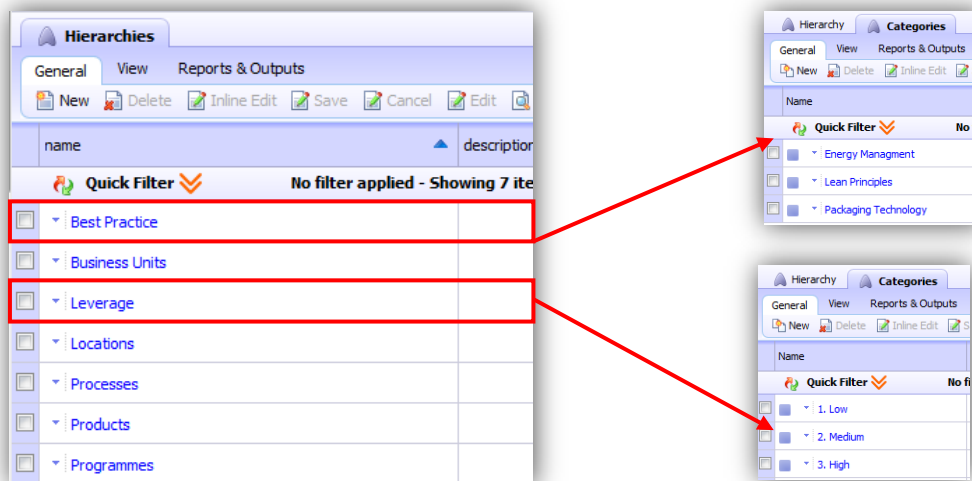 Hierarchies
General View Reports & Outputs
New Delete Inline Edit Save Cancel Edit
name description
Quick Filter No filter applied - Showing 7 ite
Best Practice
Business Units
Leverage
Locations
Processes
Products
Programmes
Hierarchy Categories
General View Reports & Outputs
New Delete Inline Edit
Name
Quick Filter No
Energy Managment
Lean Principles
Packaging Technology
Hierarchy Categories
General View Reports & Outputs
New Delete Inline Edit S
Name
Quick Filter No fi
1. Low
2. Medium
3. High